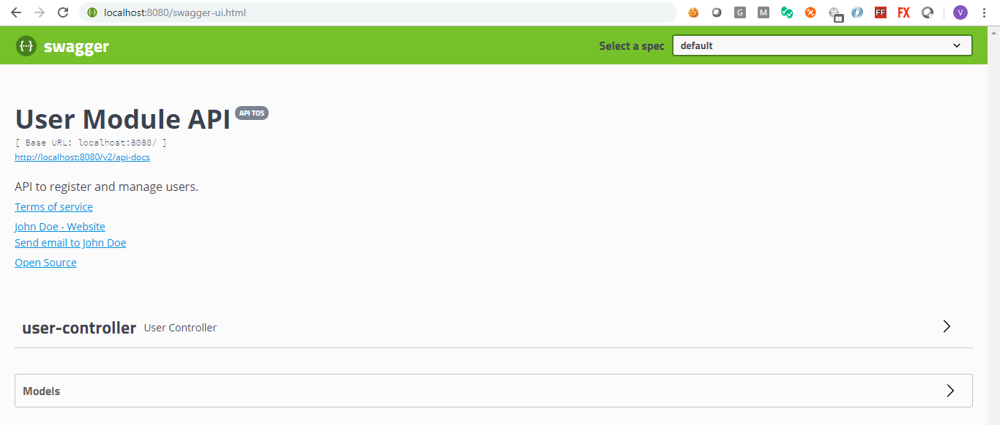 localhost:8080/swagger-ui.html
G M FF FX V
{··} swagger Select a spec default
User Module API API TOS
[ Base URL: localhost:8080/ ]
http://localhost:8080/v2/api-docs
API to register and manage users.
Terms of service
John Doe - Website
Send email to John Doe
Open Source
user-controller User Controller
Models